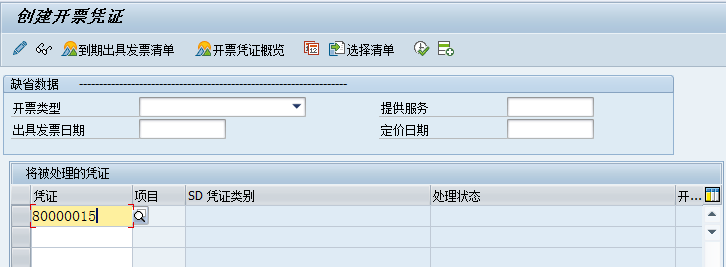 创建开票凭证
到期出具发票清单 开票凭证概览 选择清单
缺省数据
开票类型 提供服务
出具发票日期 定价日期
将被处理的凭证
凭证 项目 SD 凭证类别 处理状态 开...
80000015